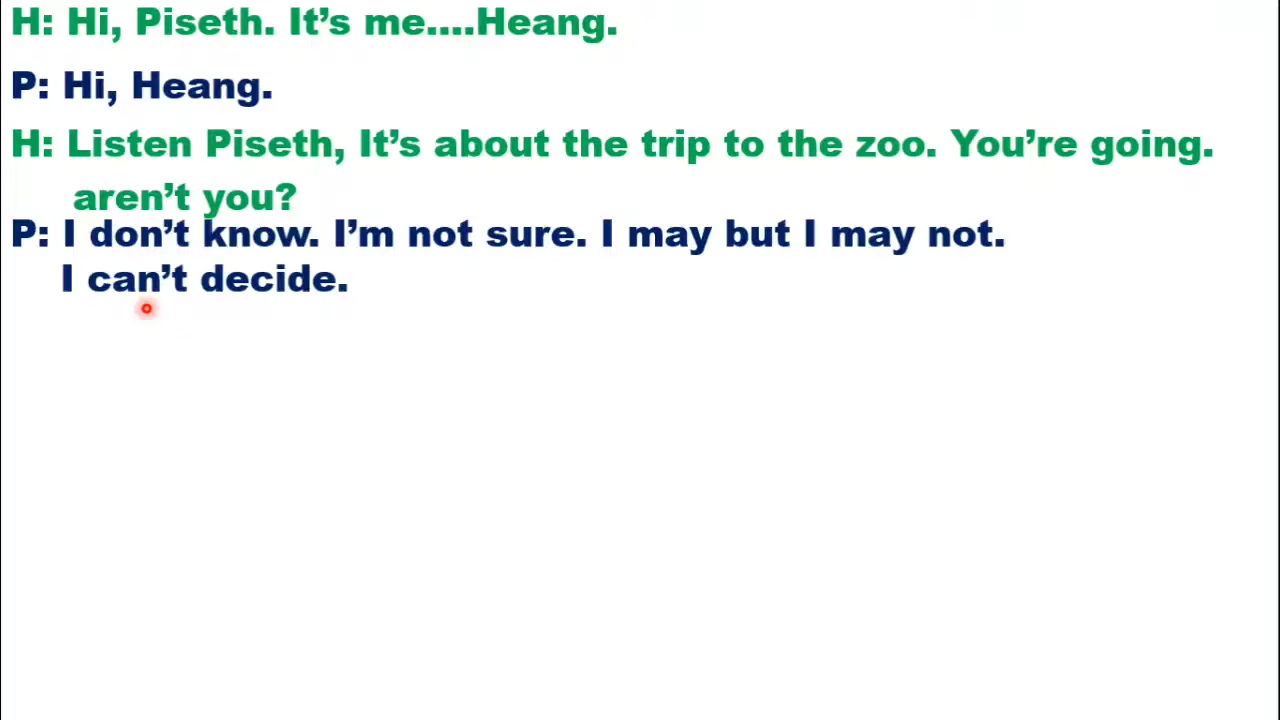 H: Hi, Piseth. It’s me....Heang.
P: Hi, Heang.
H: Listen Piseth, It’s about the trip to the zoo. You’re going.
aren’t you?
P: I don’t know. I’m not sure. I may but I may not.
I can’t decide.